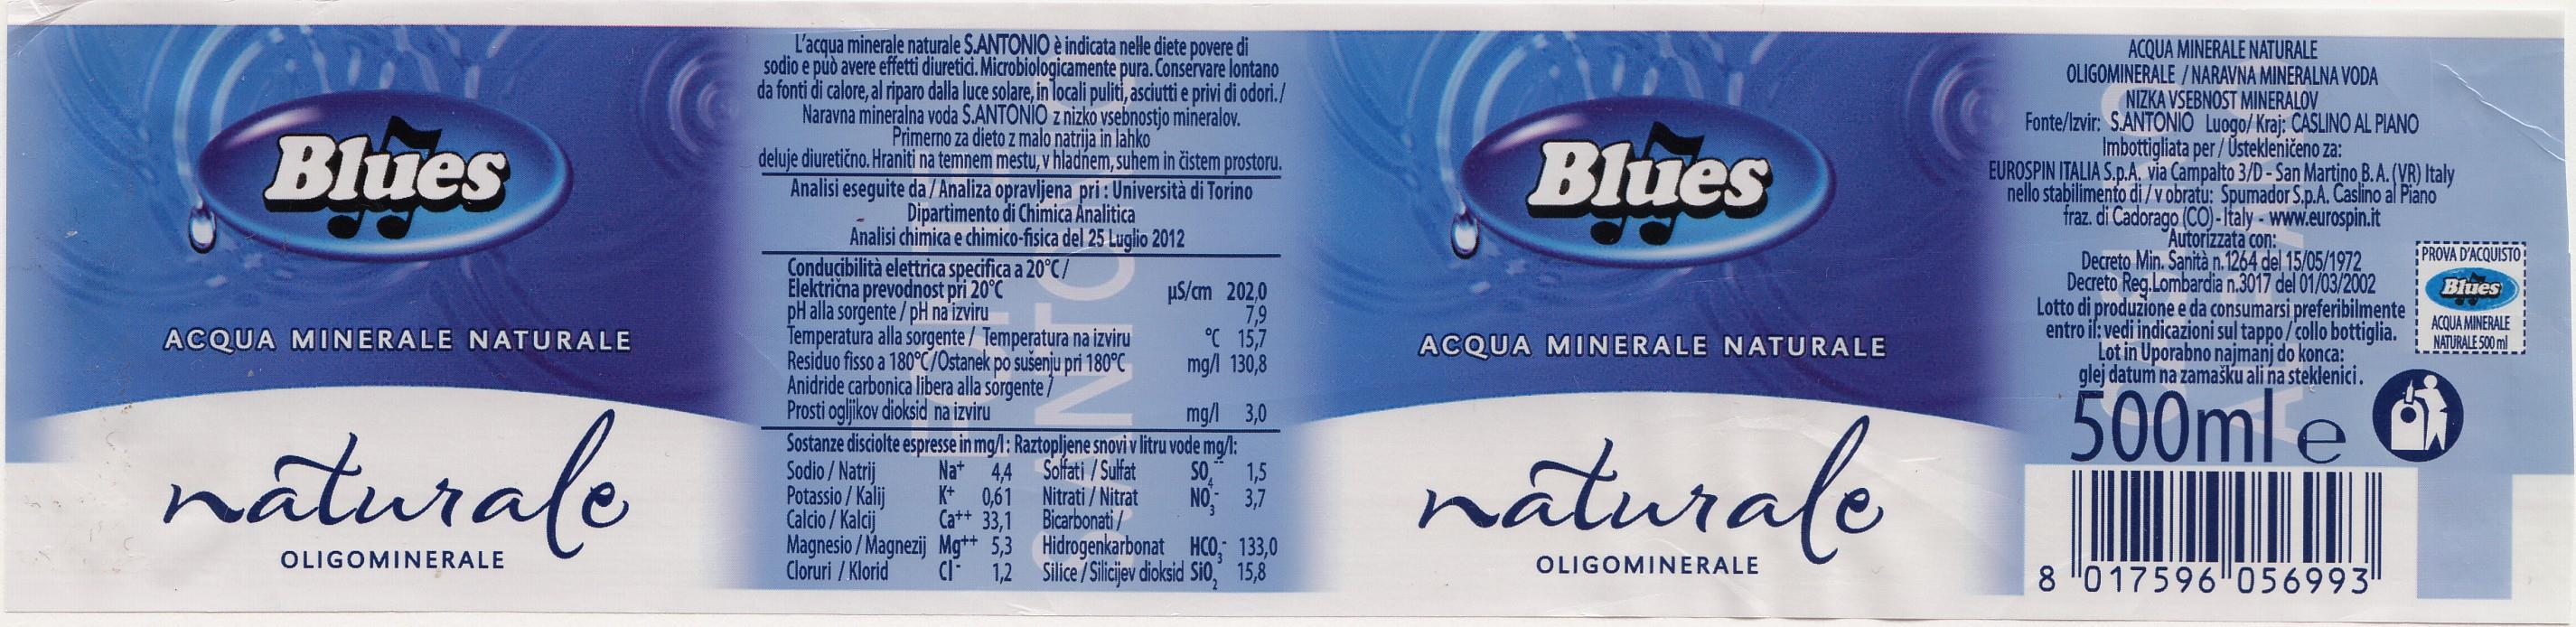 Blues
ACQUA MINERALE NATURALE
naturale
OLIGOMINERALE
L'acqua minerale naturale S.ANTONIO è indicata nelle diete povere di
sodio e può avere effetti diuretici. Microbiologicamente pura. Conservare lontano
da fonti di calore, al riparo dalla luce solare, in locali puliti, asciutti e privi di odori. /
Naravna mineralna voda S.ANTONIO z nizko vsebnostjo mineralov.
Primerno za dieto z malo natrija in lahko
deluje diuretično. Hraniti na temnem mestu, v hladnem, suhem in čistem prostoru.
Analisi eseguite da / Analiza opravljena pri : Università di Torino
Dipartimento di Chimica Analitica
Analisi chimica e chimico-fisica del 25 Luglio 2012
Conducibilità elettrica specifica a 20°C /
Električna prevodnost pri 20°C µS/cm 202,0
pH alla sorgente / pH na izviru 7,9
Temperatura alla sorgente / Temperatura na izviru °C 15,7
Residuo fisso a 180°C/Ostanek po sušenju pri 180°C mg/l 130,8
Anidride carbonica libera alla sorgente /
Prosti ogljikov dioksid na izviru mg/l 3,0
Sostanze disciolte espresse in mg/l : Raztopljene snovi v litru vode mg/l:
Sodio / Natrij Na⁺ 4,4 Solfati / Sulfat SO₄⁻⁻ 1,5
Potassio / Kalij K⁺ 0,61 Nitrati / Nitrat NO₃⁻ 3,7
Calcio / Kalcij Ca⁺⁺ 33,1 Bicarbonati /
Magnesio / Magnezij Mg⁺⁺ 5,3 Hidrogenkarbonat HCO₃⁻ 133,0
Cloruri / Klorid Cl⁻ 1,2 Silice / Silicijev dioksid SiO₂ 15,8
Blues
ACQUA MINERALE NATURALE
naturale
OLIGOMINERALE
ACQUA MINERALE NATURALE
OLIGOMINERALE / NARAVNA MINERALNA VODA
NIZKA VSEBNOST MINERALOV
Fonte/Izvir: S.ANTONIO Luogo/ Kraj: CASLINO AL PIANO
Imbottigliata per / Ustekleničeno za:
EUROSPIN ITALIA S.p.A. via Campalto 3/D - San Martino B.A. (VR) Italy
nello stabilimento di / v obratu: Spumador S.p.A. Caslino al Piano
fraz. di Cadorago (CO) - Italy - www.eurospin.it
Autorizzata con:
Decreto Min. Sanità n.1264 del 15/05/1972
Decreto Reg.Lombardia n.3017 del 01/03/2002
Lotto di produzione e da consumarsi preferibilmente
entro il: vedi indicazioni sul tappo / collo bottiglia.
Lot in Uporabno najmanj do konca:
glej datum na zamašku ali na steklenici.
500ml e
PROVA D'ACQUISTO
Blues
ACQUA MINERALE
NATURALE 500 ml
8 017596 056993